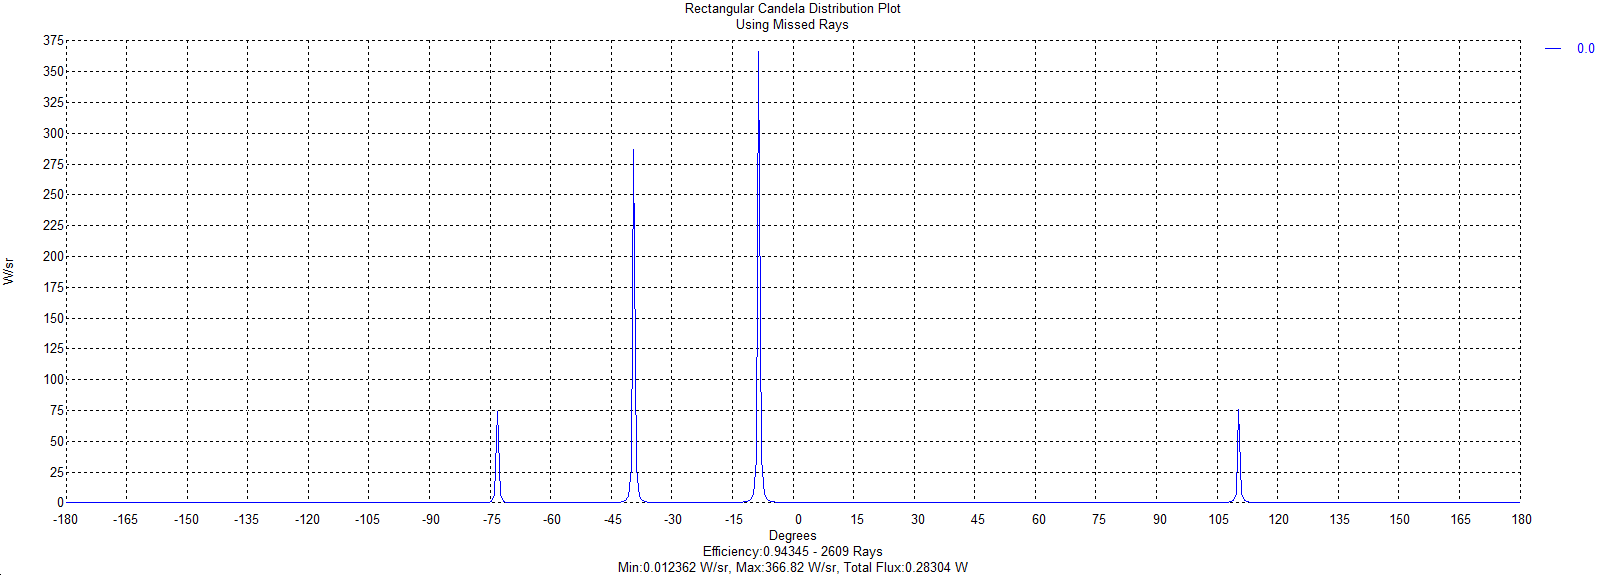 Rectangular Candela Distribution Plot
Using Missed Rays
0.0
375
350
325
300
275
250
225
200
175
150
125
100
75
50
25
0
W/sr
-180 -165 -150 -135 -120 -105 -90 -75 -60 -45 -30 -15 0 15 30 45 60 75 90 105 120 135 150 165 180
Degrees
Efficiency:0.94345 - 2609 Rays
Min:0.012362 W/sr, Max:366.82 W/sr, Total Flux:0.28304 W